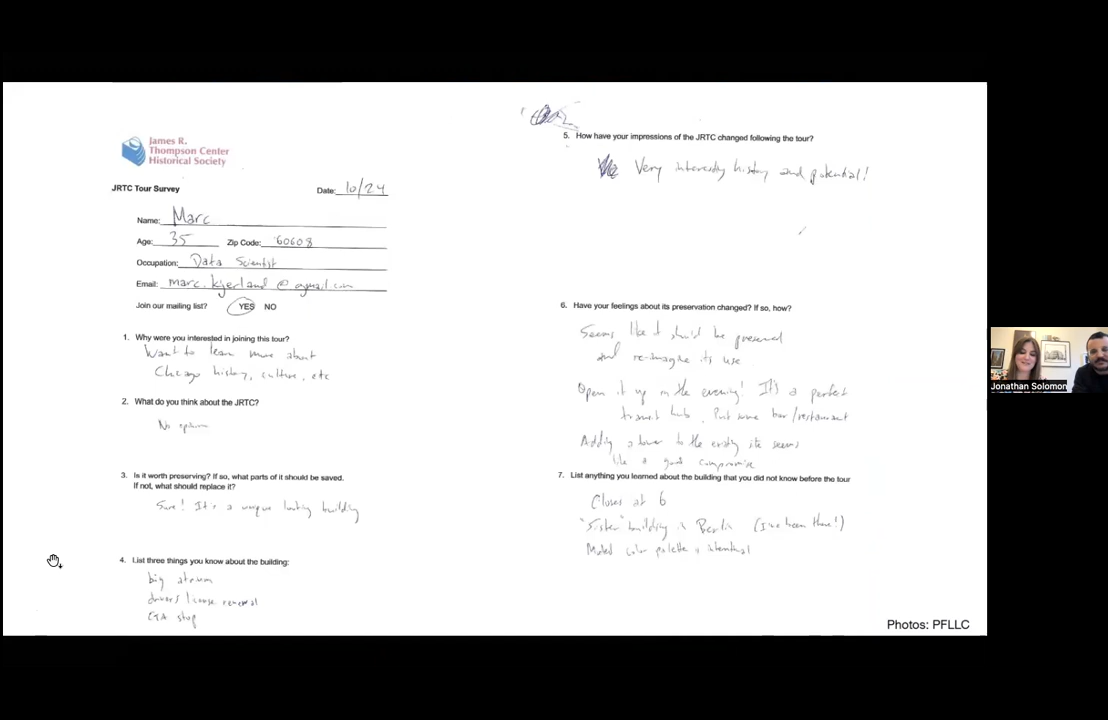 James R.
Thompson Center
Historical Society
JRTC Tour Survey
Date: 10/24
Name: Marc
Age: 35 Zip Code: 60608
Occupation: Data Scientist
Email: marc.kjerland@gmail.com
Join our mailing list? YES NO
1. Why were you interested in joining this tour?
Want to learn more about
Chicago history, culture, etc
2. What do you think about the JRTC?
No opinion
3. Is it worth preserving? If so, what parts of it should be saved.
If not, what should replace it?
Sure! It's a unique looking building
4. List three things you know about the building:
big atrium
drivers license renewal
CTA stop
5. How have your impressions of the JRTC changed following the tour?
Very interesting history and potential!
6. Have your feelings about its preservation changed? If so, how?
Seems like it should be preserved
and re-imagine its use
Open it up in the evening! It's a perfect
transit hub. Put some bar/restaurant
Adding a tower to the existing site seems
like a good compromise
7. List anything you learned about the building that you did not know before the tour
Closes at 6
"Sister" building in Berlin (I've been there!)
Muted color palette is intentional
Photos: PFLLC
Jonathan Solomon